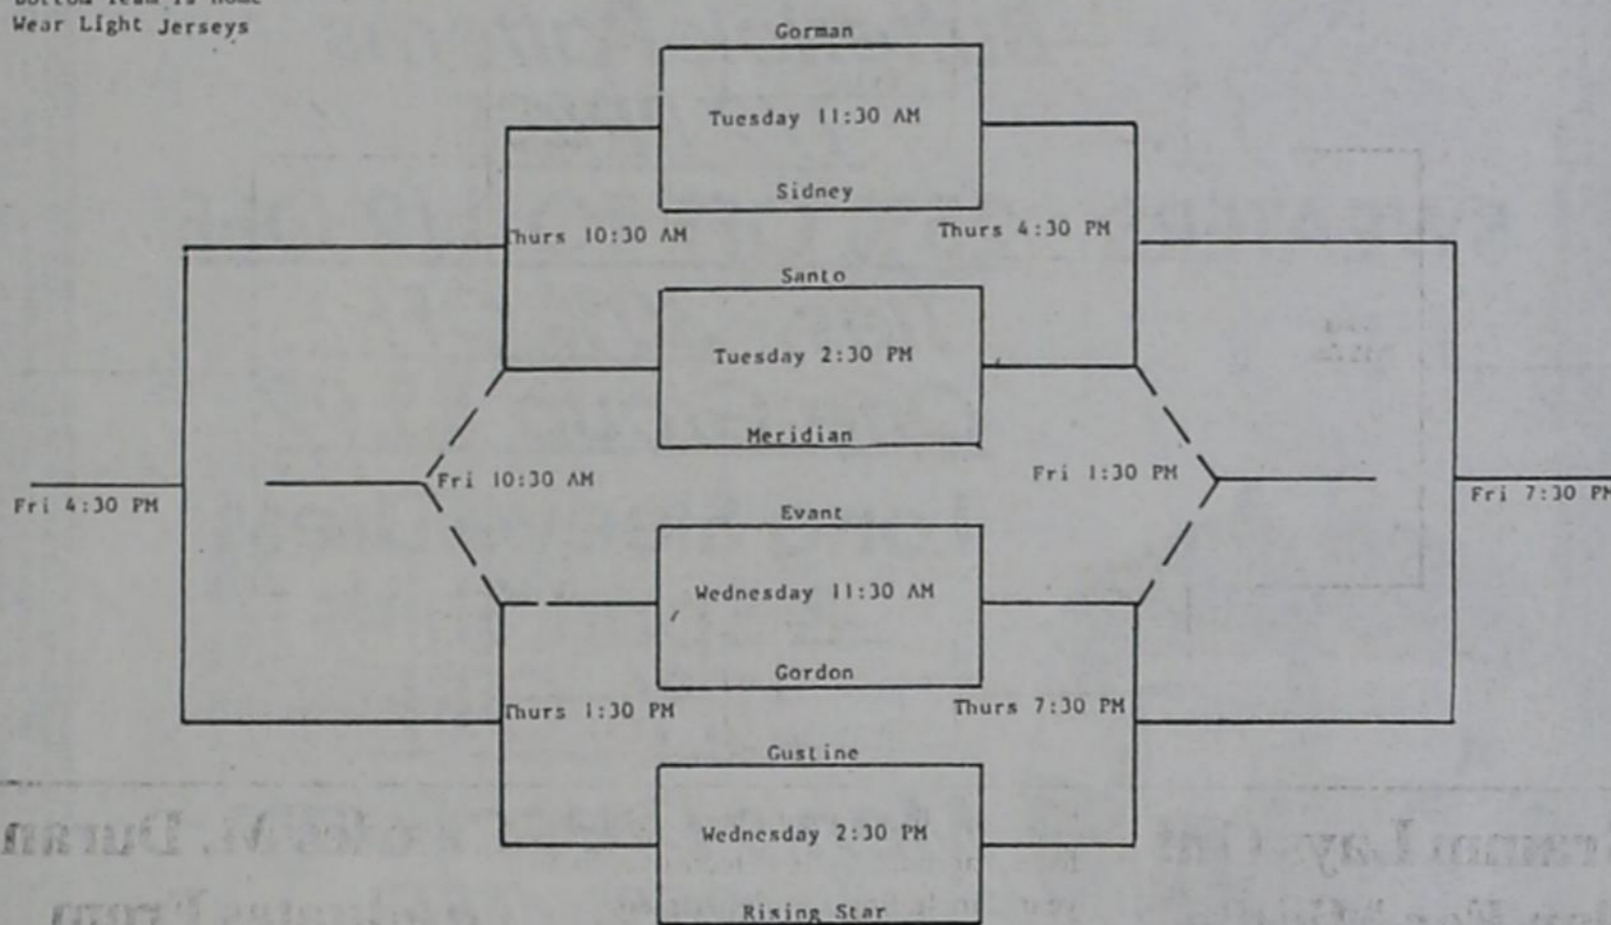 Wear Light Jerseys
Gorman
Tuesday 11:30 AM
Sidney
Thurs 10:30 AM
Thurs 4:30 PM
Santo
Tuesday 2:30 PM
Meridian
Fri 4:30 PM
Fri 10:30 AM
Fri 1:30 PM
Fri 7:30 PM
Evant
Wednesday 11:30 AM
Gordon
Thurs 1:30 PM
Thurs 7:30 PM
Gustine
Wednesday 2:30 PM
Rising Star